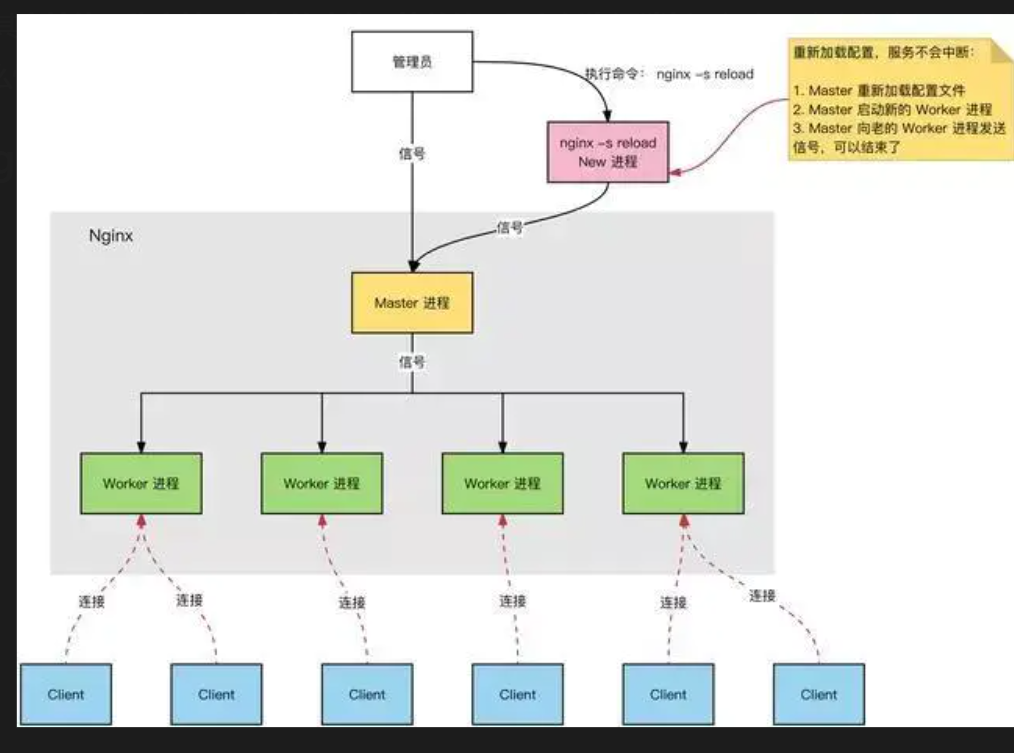 管理员
执行命令： nginx –s reload
重新加载配置，服务不会中断：
1. Master 重新加载配置文件
2. Master 启动新的 Worker 进程
3. Master 向老的 Worker 进程发送
信号，可以结束了
nginx –s reload
New 进程
信号
信号
Nginx
Master 进程
信号
Worker 进程
Worker 进程
Worker 进程
Worker 进程
连接
连接
连接
连接
连接
连接
Client
Client
Client
Client
Client
Client